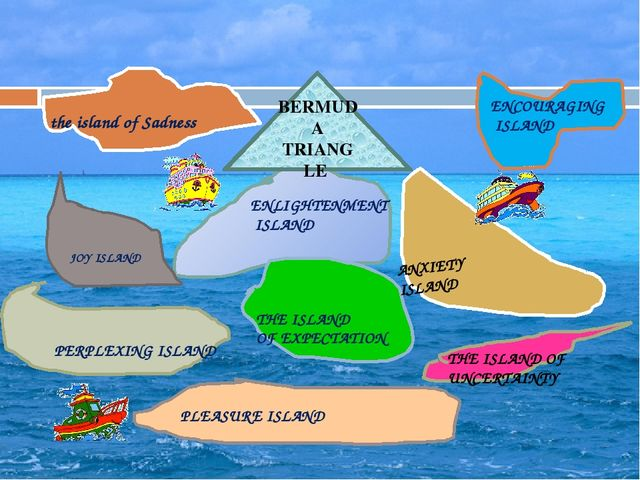 the island of Sadness
BERMUD
A
TRIANG
LE
ENCOURAGING
ISLAND
ENLIGHTENMENT
ISLAND
JOY ISLAND
ANXIETY
ISLAND
THE ISLAND
OF EXPECTATION
PERPLEXING ISLAND
THE ISLAND OF
UNCERTAINTY
PLEASURE ISLAND